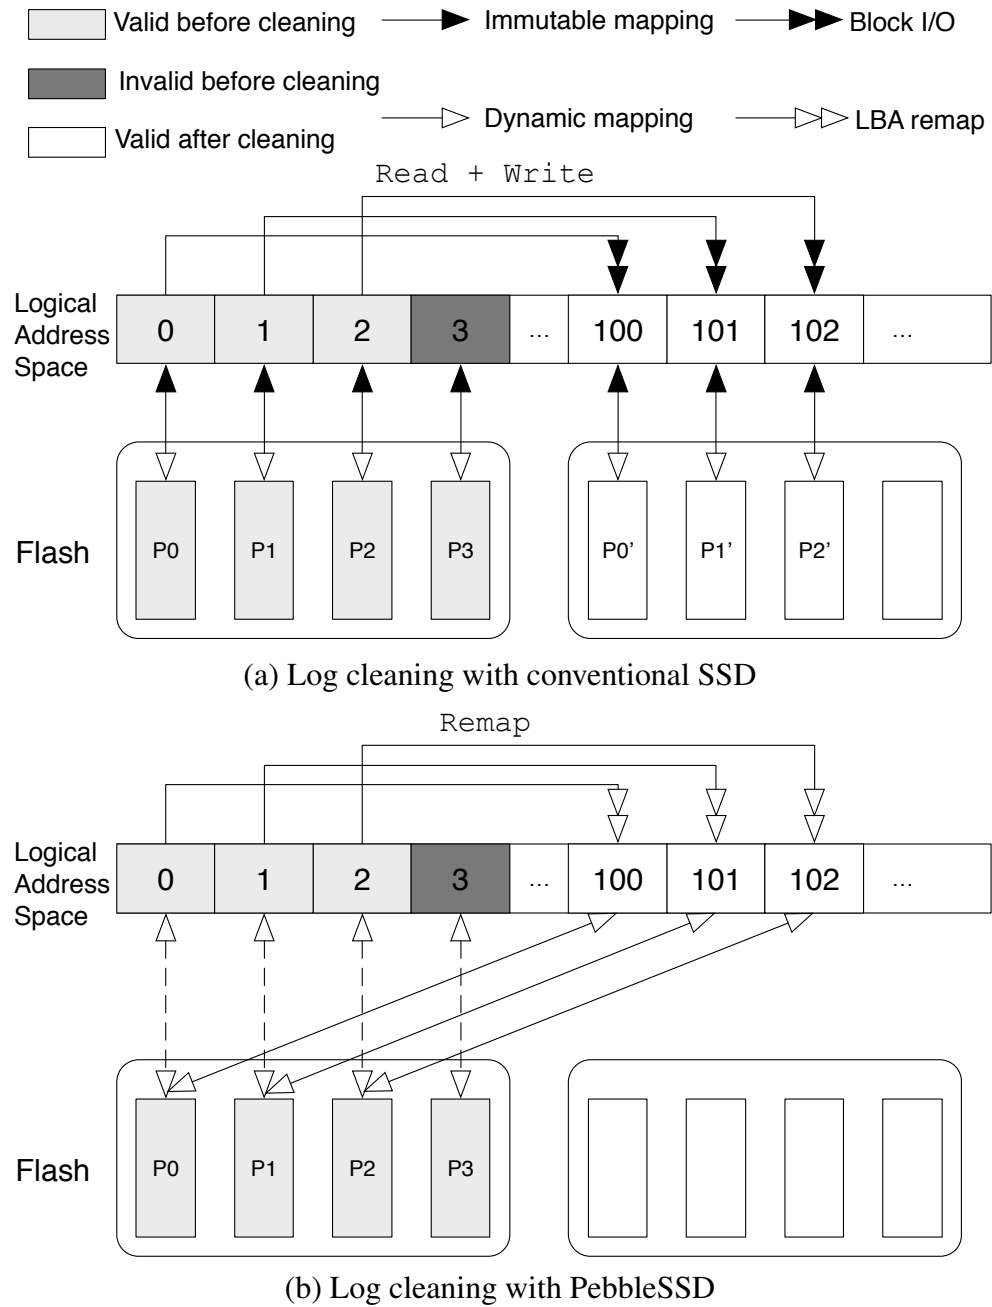 Valid before cleaning
Immutable mapping
Block I/O
Invalid before cleaning
Dynamic mapping
LBA remap
Valid after cleaning
Read + Write
Logical
Address
Space
0 1 2 3 ... 100 101 102 ...
Flash
P0 P1 P2 P3 P0’ P1’ P2’
(a) Log cleaning with conventional SSD
Remap
Logical
Address
Space
0 1 2 3 ... 100 101 102 ...
Flash
P0 P1 P2 P3
(b) Log cleaning with PebbleSSD